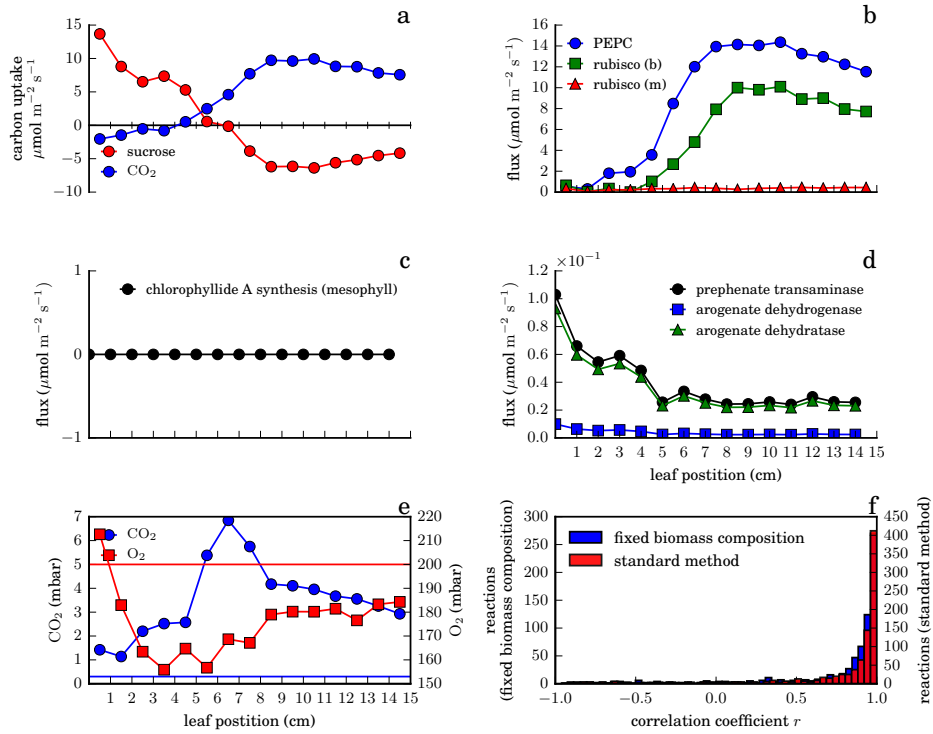 a
carbon uptake
μmol m⁻² s⁻¹
15
10
5
0
−5
−10
sucrose
CO₂
b
flux (μmol m⁻² s⁻¹)
16
14
12
10
8
6
4
2
0
PEPC
rubisco (b)
rubisco (m)
c
flux (μmol m⁻² s⁻¹)
1
0
−1
chlorophyllide A synthesis (mesophyll)
d
×10⁻¹
flux (μmol m⁻² s⁻¹)
1.2
1.0
0.8
0.6
0.4
0.2
0.0
prephenate transaminase
arogenate dehydrogenase
arogenate dehydratase
1 2 3 4 5 6 7 8 9 10 11 12 13 14 15
leaf postition (cm)
e
CO₂ (mbar)
7
6
5
4
3
2
1
0
CO₂
O₂
220
210
200
190
180
170
160
150
O₂ (mbar)
1 2 3 4 5 6 7 8 9 10 11 12 13 14 15
leaf postition (cm)
f
reactions
(fixed biomass composition)
300
250
200
150
100
50
0
fixed biomass composition
standard method
450
400
350
300
250
200
150
100
50
0
reactions (standard method)
−1.0 −0.5 0.0 0.5 1.0
correlation coefficient r